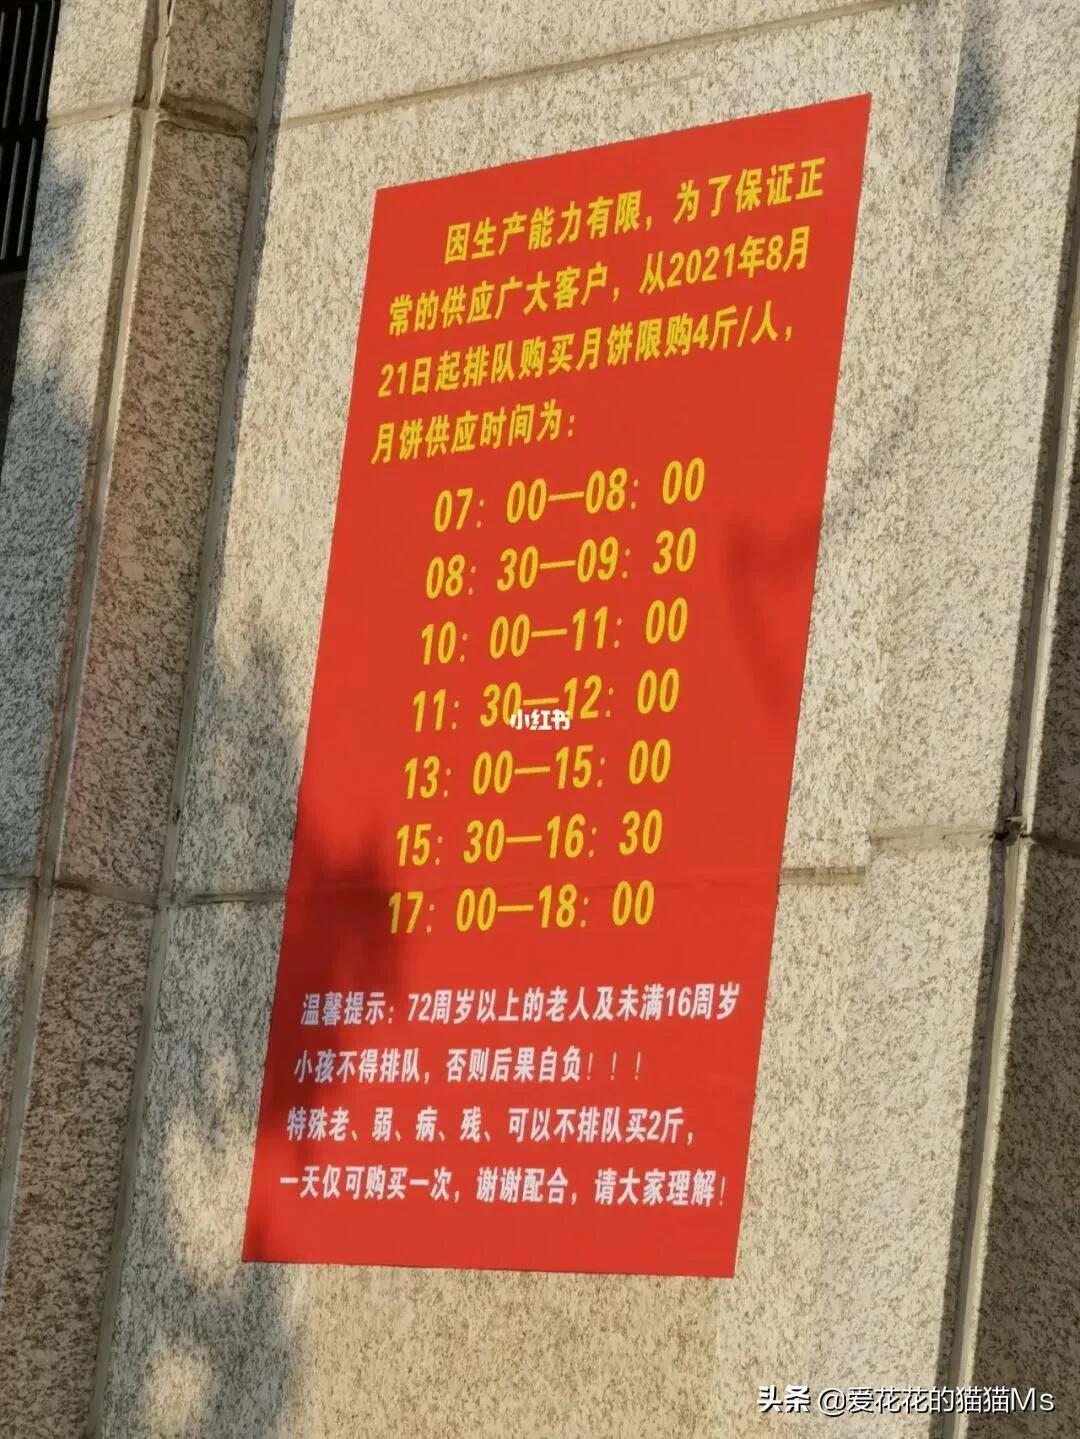 因生产能力有限，为了保证正
常的供应广大客户，从2021年8月
21日起排队购买月饼限购4斤/人，
月饼供应时间为：
07：00—08：00
08：30—09：30
10：00—11：00
11：30—12：00
小红书
13：00—15：00
15：30—16：30
17：00—18：00
温馨提示：72周岁以上的老人及未满16周岁
小孩不得排队，否则后果自负！！！
特殊老、弱、病、残、可以不排队买2斤，
一天仅可购买一次，谢谢配合，请大家理解！
头条 @爱花花的猫猫Ms